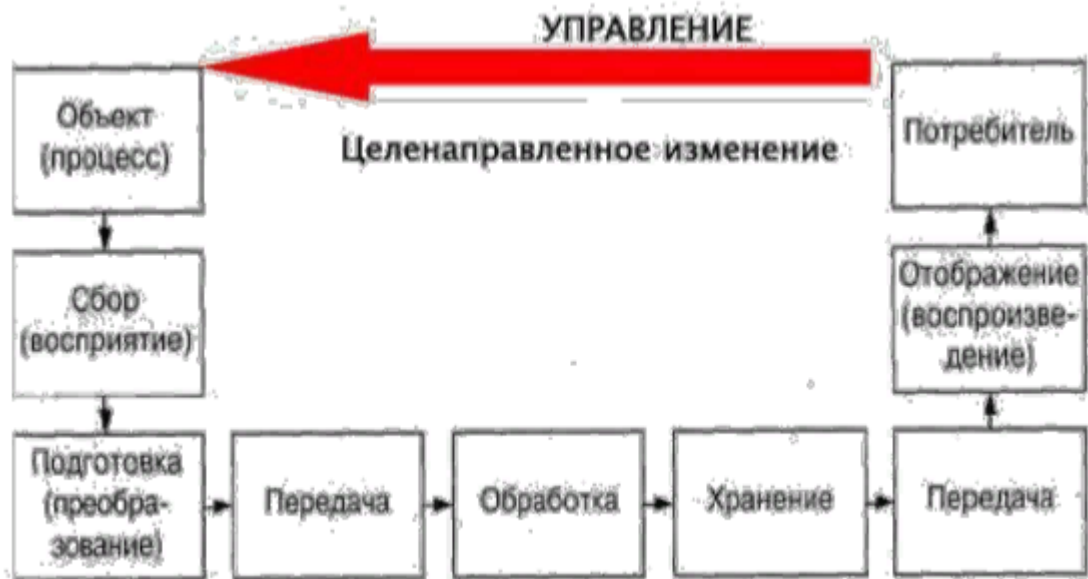 УПРАВЛЕНИЕ
Объект
(процесс)
Потребитель
Целенаправленное изменение
Сбор
(восприятие)
Отображение
(воспроизве-
дение)
Подготовка
(преобра-
зование)
Передача
Обработка
Хранение
Передача